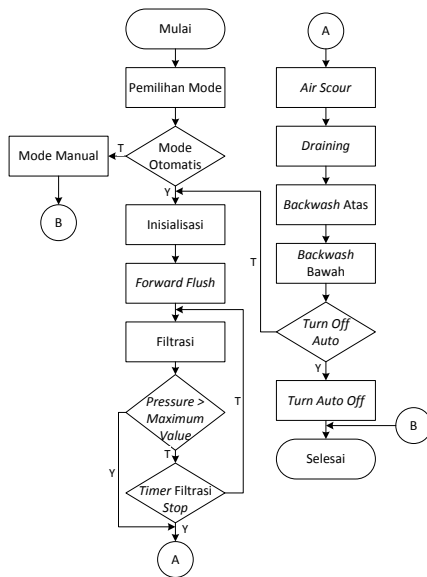 Mulai
Pemilihan Mode
Mode
Otomatis
T
Mode Manual
B
Y
Inisialisasi
Forward Flush
Filtrasi
Pressure >
Maximum
Value
T
Y
T
Timer Filtrasi
Stop
Y
A
A
Air Scour
Draining
Backwash Atas
Backwash
Bawah
T
Turn Off
Auto
Y
Turn Auto Off
B
Selesai